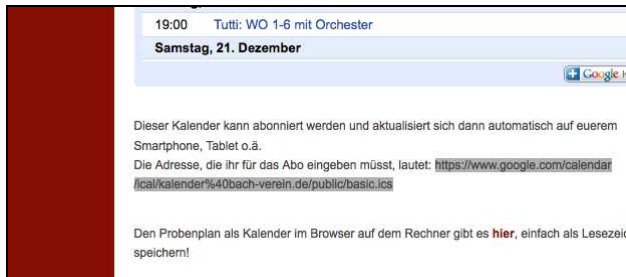 19:00 Tutti: WO 1-6 mit Orchester
Samstag, 21. Dezember
Google
Dieser Kalender kann abonniert werden und aktualisiert sich dann automatisch auf euerem
Smartphone, Tablet o.ä.
Die Adresse, die ihr für das Abo eingeben müsst, lautet: https://www.google.com/calendar
/ical/kalender%40bach-verein.de/public/basic.ics
Den Probenplan als Kalender im Browser auf dem Rechner gibt es hier, einfach als Lesezeic
speichern!